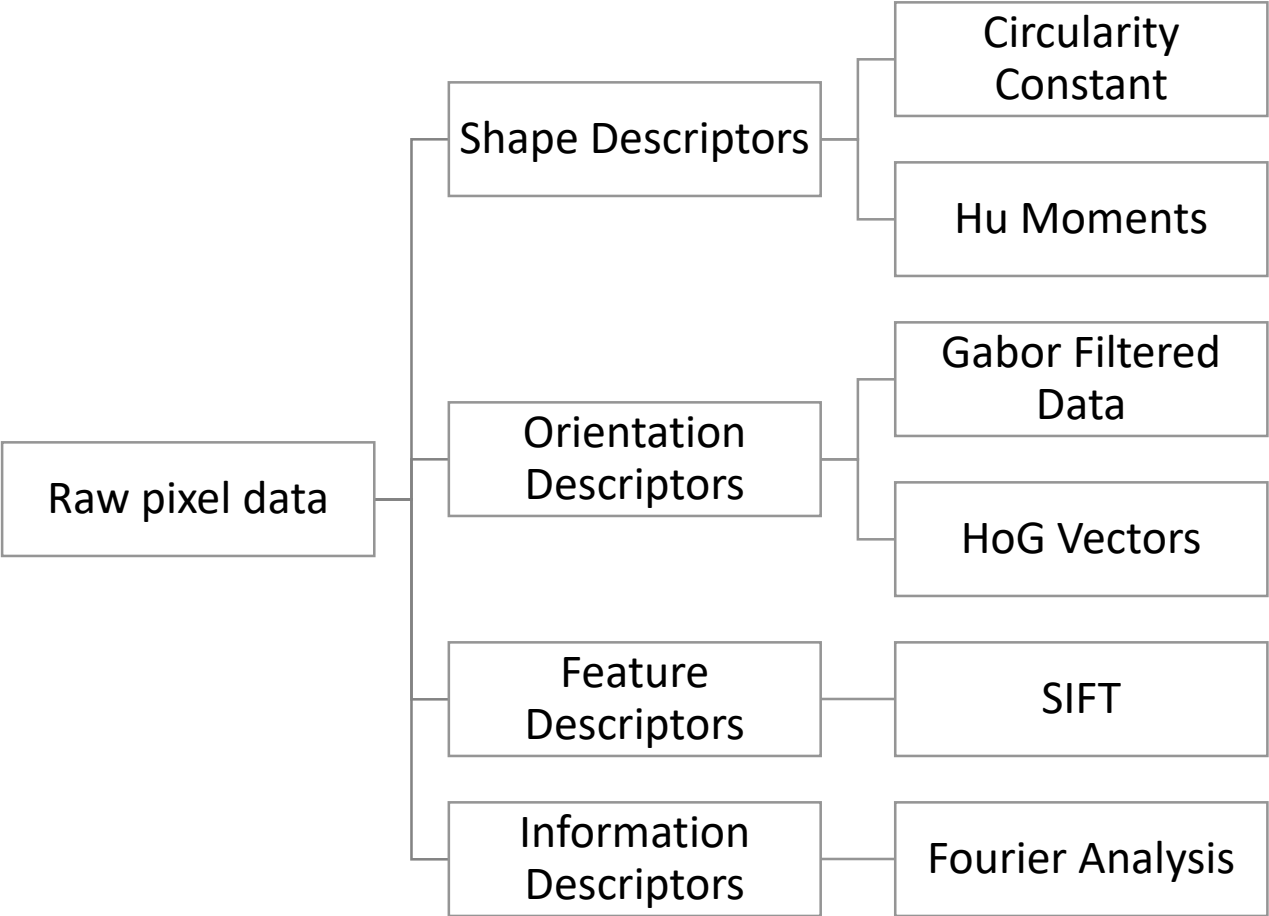 Raw pixel data
Shape Descriptors
Circularity
Constant
Hu Moments
Orientation
Descriptors
Gabor Filtered
Data
HoG Vectors
Feature
Descriptors
SIFT
Information
Descriptors
Fourier Analysis